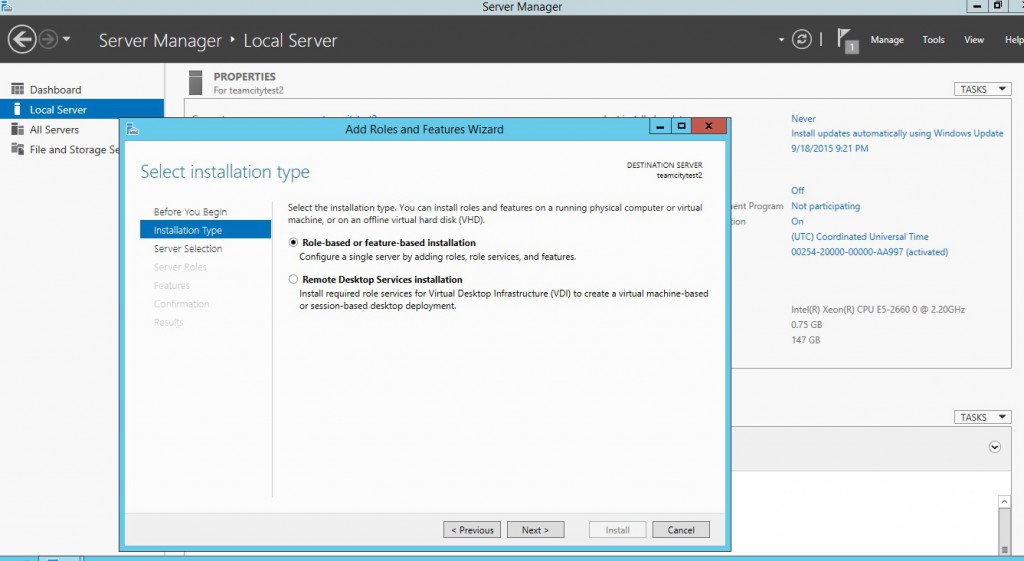 Server Manager
Server Manager • Local Server
1
Manage
Tools
View
Help
Dashboard
Local Server
All Servers
File and Storage Se
PROPERTIES
For teamcitytest2
TASKS
Never
Install updates automatically using Windows Update
9/18/2015 9:21 PM
Off
Not participating
On
(UTC) Coordinated Universal Time
00254-20000-00000-AA997 (activated)
Intel(R) Xeon(R) CPU E5-2660 0 @ 2.20GHz
0.75 GB
147 GB
TASKS
Add Roles and Features Wizard
Select installation type
DESTINATION SERVER
teamcitytest2
Before You Begin
Installation Type
Server Selection
Server Roles
Features
Confirmation
Results
Select the installation type. You can install roles and features on a running physical computer or virtual
machine, or on an offline virtual hard disk (VHD).
Role-based or feature-based installation
Configure a single server by adding roles, role services, and features.
Remote Desktop Services installation
Install required role services for Virtual Desktop Infrastructure (VDI) to create a virtual machine-based
or session-based desktop deployment.
< Previous
Next >
Install
Cancel